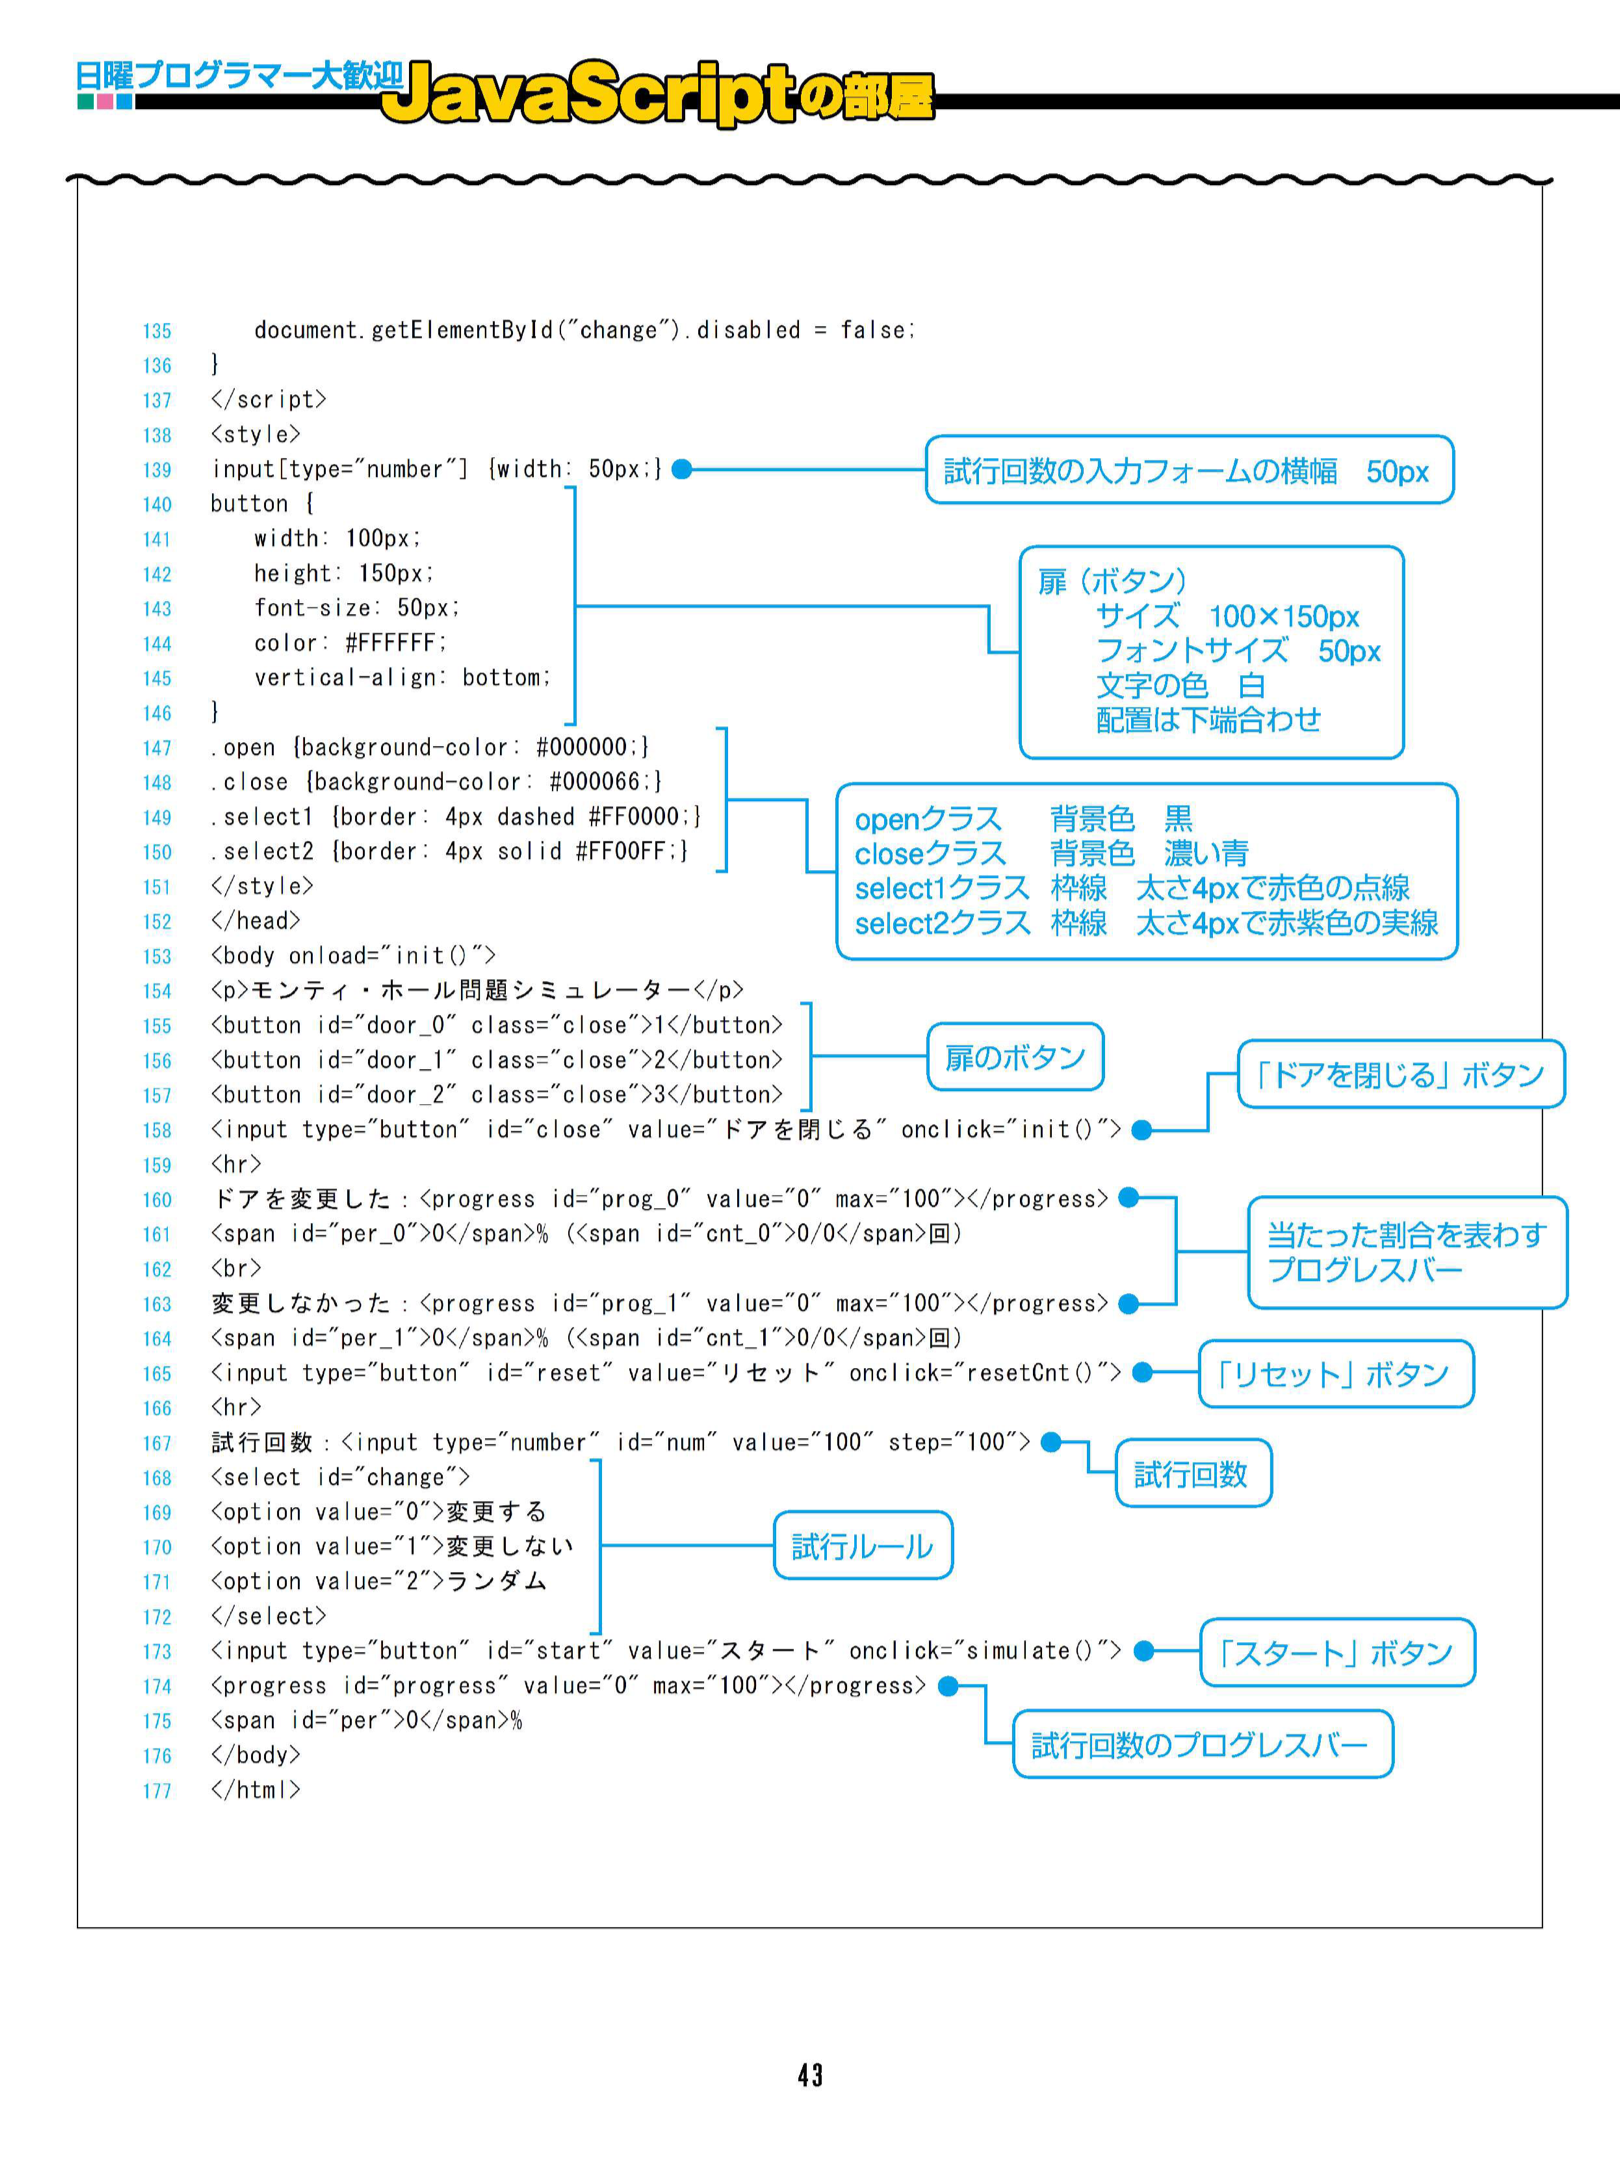 日曜プログラマー大歓迎
JavaScriptの部屋
135 document.getElementById("change").disabled = false;
136 }
137 </script>
138 <style>
139 input[type="number"] {width: 50px;}
試行回数の入力フォームの横幅　50px
140 button {
141 width: 100px;
142 height: 150px;
143 font-size: 50px;
144 color: #FFFFFF;
145 vertical-align: bottom;
146 }
扉（ボタン）
サイズ　100×150px
フォントサイズ　50px
文字の色　白
配置は下端合わせ
147 .open {background-color: #000000;}
148 .close {background-color: #000066;}
149 .select1 {border: 4px dashed #FF0000;}
150 .select2 {border: 4px solid #FF00FF;}
openクラス　背景色　黒
closeクラス　背景色　濃い青
select1クラス　枠線　太さ4pxで赤色の点線
select2クラス　枠線　太さ4pxで赤紫色の実線
151 </style>
152 </head>
153 <body onload="init()">
154 <p>モンティ・ホール問題シミュレーター</p>
155 <button id="door_0" class="close">1</button>
156 <button id="door_1" class="close">2</button>
157 <button id="door_2" class="close">3</button>
扉のボタン
158 <input type="button" id="close" value="ドアを閉じる" onclick="init()">
「ドアを閉じる」ボタン
159 <hr>
160 ドアを変更した：<progress id="prog_0" value="0" max="100"></progress>
161 <span id="per_0">0</span>% (<span id="cnt_0">0/0</span>回)
162 <br>
163 変更しなかった：<progress id="prog_1" value="0" max="100"></progress>
164 <span id="per_1">0</span>% (<span id="cnt_1">0/0</span>回)
当たった割合を表わす
プログレスバー
165 <input type="button" id="reset" value="リセット" onclick="resetCnt()">
「リセット」ボタン
166 <hr>
167 試行回数：<input type="number" id="num" value="100" step="100">
試行回数
168 <select id="change">
169 <option value="0">変更する
170 <option value="1">変更しない
171 <option value="2">ランダム
172 </select>
試行ルール
173 <input type="button" id="start" value="スタート" onclick="simulate()">
「スタート」ボタン
174 <progress id="progress" value="0" max="100"></progress>
175 <span id="per">0</span>%
試行回数のプログレスバー
176 </body>
177 </html>
43